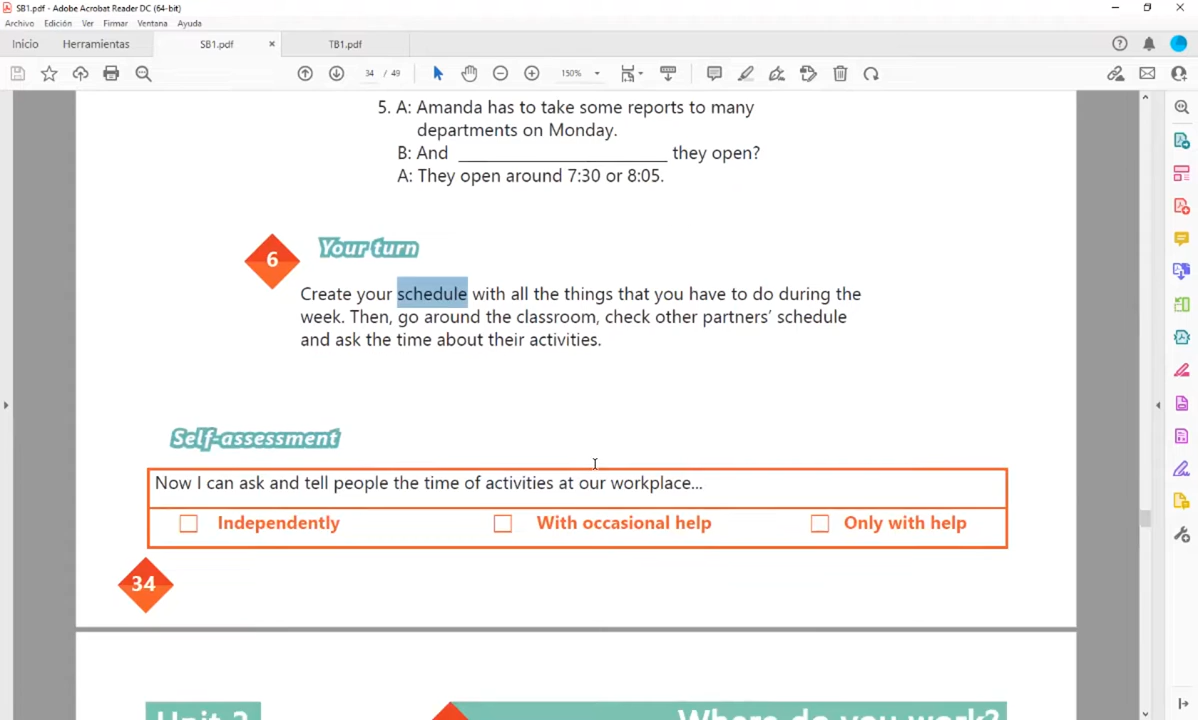 SB1.pdf - Adobe Acrobat Reader DC (64-bit)
Archivo Edición Ver Firmar Ventana Ayuda
Inicio Herramientas SB1.pdf × TB1.pdf
34 / 49 150%
5. A: Amanda has to take some reports to many
departments on Monday.
B: And ______________________ they open?
A: They open around 7:30 or 8:05.
6 Your turn
Create your schedule with all the things that you have to do during the
week. Then, go around the classroom, check other partners’ schedule
and ask the time about their activities.
Self-assessment
Now I can ask and tell people the time of activities at our workplace...
Independently With occasional help Only with help
34
Unit 2 Where do you work?